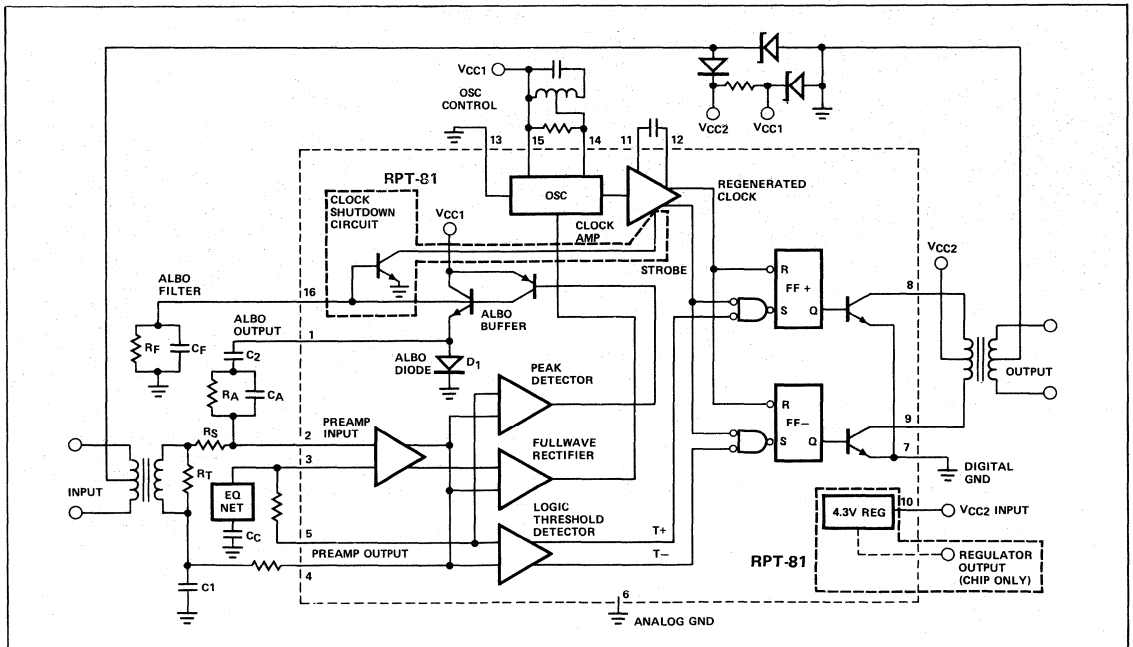 VCC1
OSC
CONTROL
VCC2
VCC1
13
15
14
11
12
RPT-81
CLOCK
SHUTDOWN
CIRCUIT
VCC1
OSC
CLOCK
AMP
REGENERATED
CLOCK
STROBE
ALBO
FILTER
16
ALBO
BUFFER
RF
CF
ALBO
OUTPUT
1
C2
RA
CA
ALBO
DIODE
D1
PEAK
DETECTOR
R
FF +
S
Q
VCC2
8
OUTPUT
RS
PREAMP
INPUT
2
3
FULLWAVE
RECTIFIER
R
FF−
S
Q
9
7
DIGITAL
GND
INPUT
RT
EQ
NET
CC
C1
5
PREAMP OUTPUT
4
LOGIC
THRESHOLD
DETECTOR
T+
T−
4.3V REG
10
VCC2 INPUT
RPT-81
REGULATOR
OUTPUT
(CHIP ONLY)
6
ANALOG GND